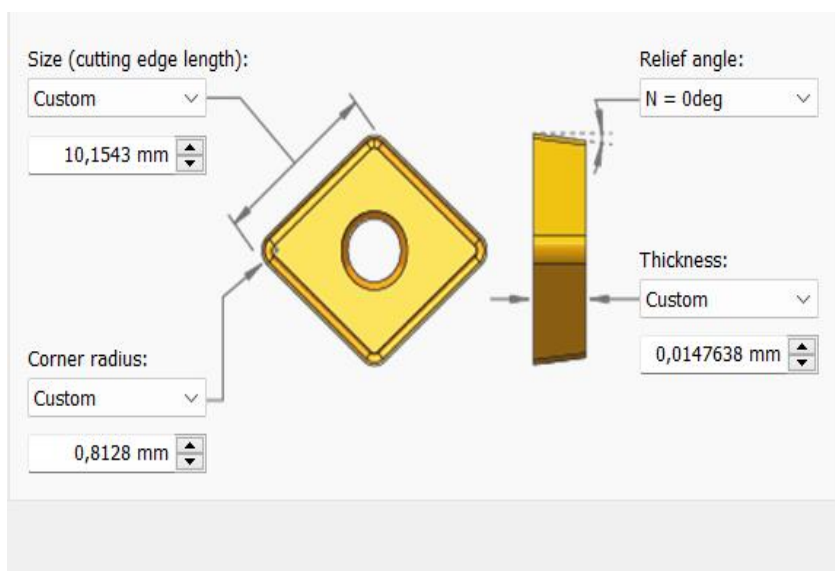 Size (cutting edge length):
Custom
10,1543 mm
Relief angle:
N = 0deg
Thickness:
Custom
0,0147638 mm
Corner radius:
Custom
0,8128 mm